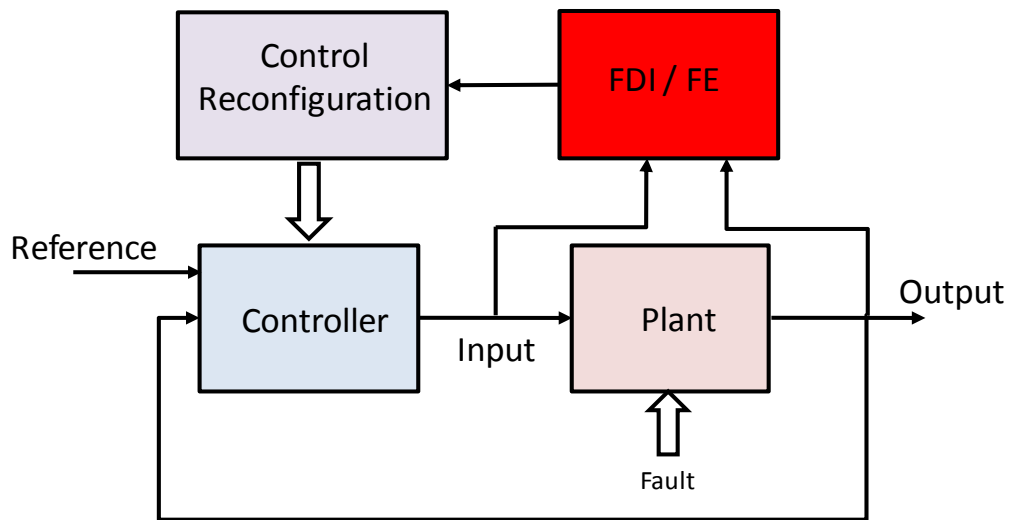 Control
Reconfiguration
FDI / FE
Reference
Controller
Input
Plant
Output
Fault